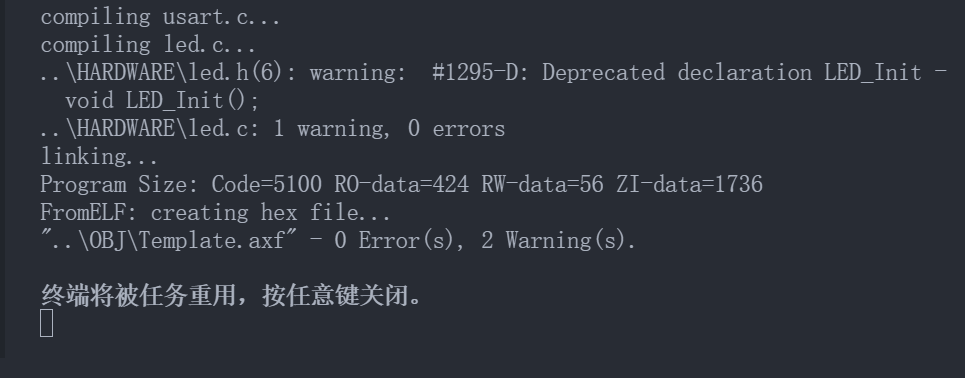 compiling usart.c...
compiling led.c...
..\HARDWARE\led.h(6): warning:  #1295-D: Deprecated declaration LED_Init -
  void LED_Init();
..\HARDWARE\led.c: 1 warning, 0 errors
linking...
Program Size: Code=5100 RO-data=424 RW-data=56 ZI-data=1736
FromELF: creating hex file...
"..\OBJ\Template.axf" - 0 Error(s), 2 Warning(s).
终端将被任务重用，按任意键关闭。